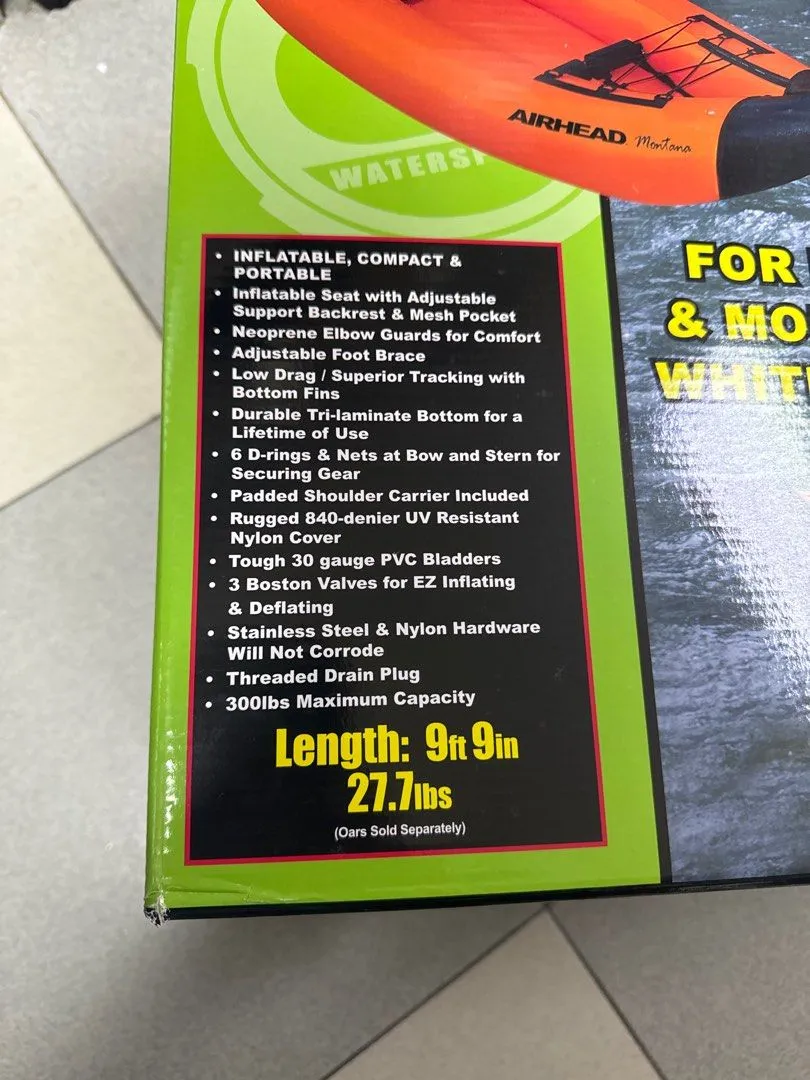 AIRHEAD Montana
• INFLATABLE, COMPACT &
PORTABLE
• Inflatable Seat with Adjustable
Support Backrest & Mesh Pocket
• Neoprene Elbow Guards for Comfort
• Adjustable Foot Brace
• Low Drag / Superior Tracking with
Bottom Fins
• Durable Tri-laminate Bottom for a
Lifetime of Use
• 6 D-rings & Nets at Bow and Stern for
Securing Gear
• Padded Shoulder Carrier Included
• Rugged 840-denier UV Resistant
Nylon Cover
• Tough 30 gauge PVC Bladders
• 3 Boston Valves for EZ Inflating
& Deflating
• Stainless Steel & Nylon Hardware
Will Not Corrode
• Threaded Drain Plug
• 300lbs Maximum Capacity
Length: 9ft 9in
27.7lbs
(Oars Sold Separately)
FOR
&